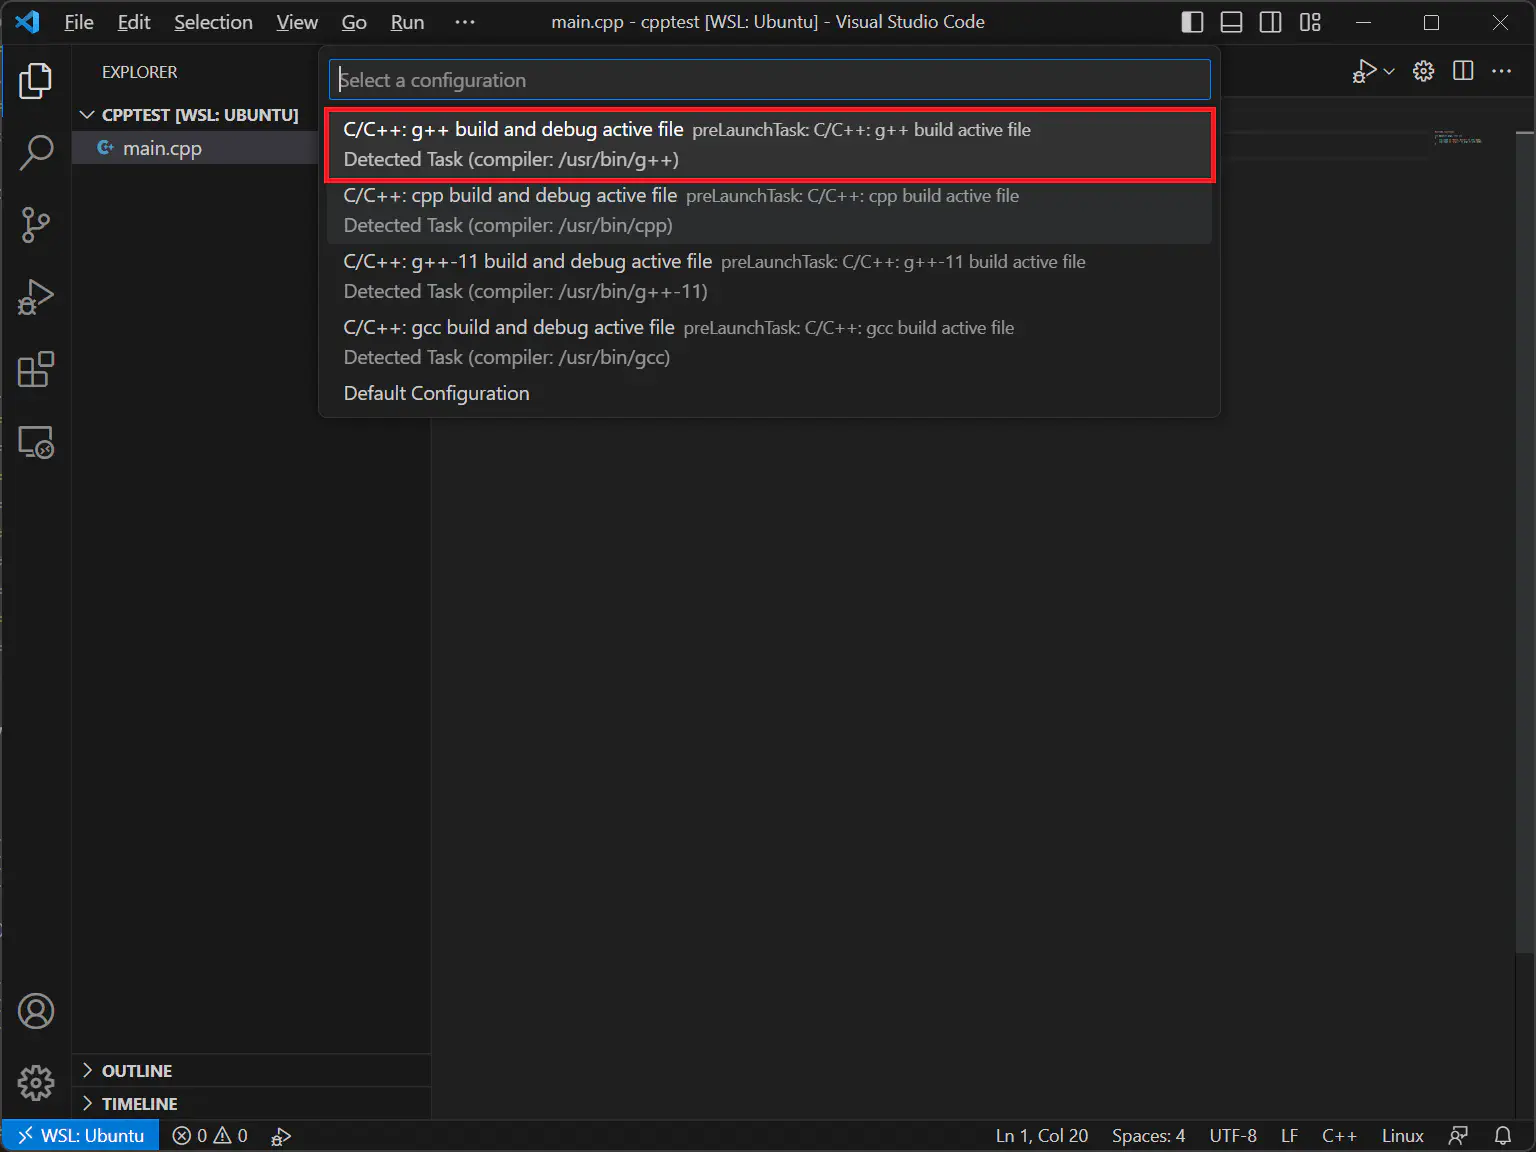 File Edit Selection View Go Run ··· main.cpp - cpptest [WSL: Ubuntu] - Visual Studio Code
EXPLORER
Select a configuration
CPPTEST [WSL: UBUNTU]
main.cpp
C/C++: g++ build and debug active file preLaunchTask: C/C++: g++ build active file
Detected Task (compiler: /usr/bin/g++)
C/C++: cpp build and debug active file preLaunchTask: C/C++: cpp build active file
Detected Task (compiler: /usr/bin/cpp)
C/C++: g++-11 build and debug active file preLaunchTask: C/C++: g++-11 build active file
Detected Task (compiler: /usr/bin/g++-11)
C/C++: gcc build and debug active file preLaunchTask: C/C++: gcc build active file
Detected Task (compiler: /usr/bin/gcc)
Default Configuration
OUTLINE
TIMELINE
WSL: Ubuntu 0 0 Ln 1, Col 20 Spaces: 4 UTF-8 LF C++ Linux